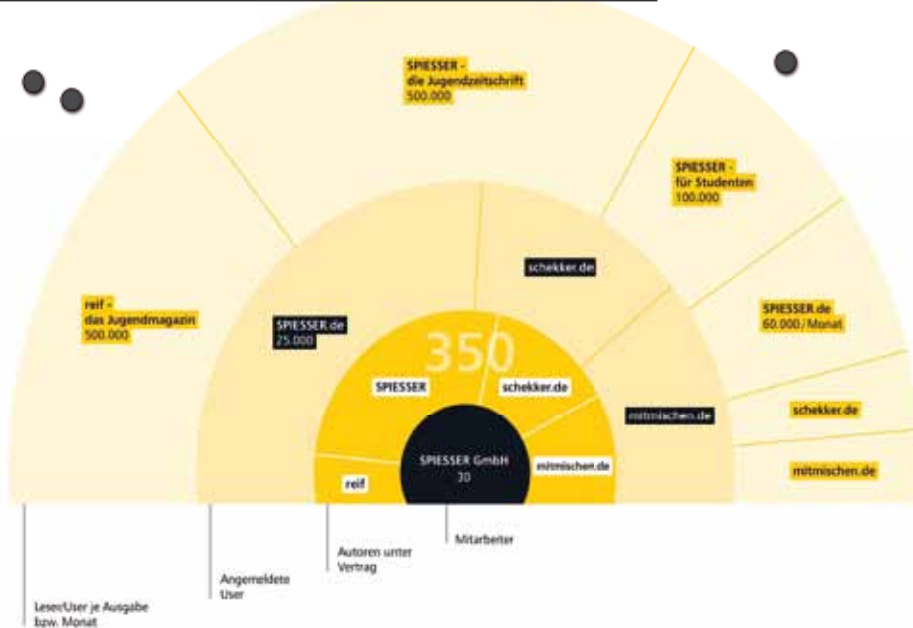 SPIESSER -
die Jugendzeitschrift
500.000
SPIESSER -
für Studenten
100.000
schekker.de
reif -
das Jugendmagazin
500.000
SPIESSER.de
25.000
SPIESSER.de
60.000/Monat
350
SPIESSER
schekker.de
schekker.de
mitmischen.de
SPIESSER GmbH
30
mitmischen.de
mitmischen.de
reif
Mitarbeiter
Autoren unter
Vertrag
Angemeldete
User
Leser/User je Ausgabe
bzw. Monat